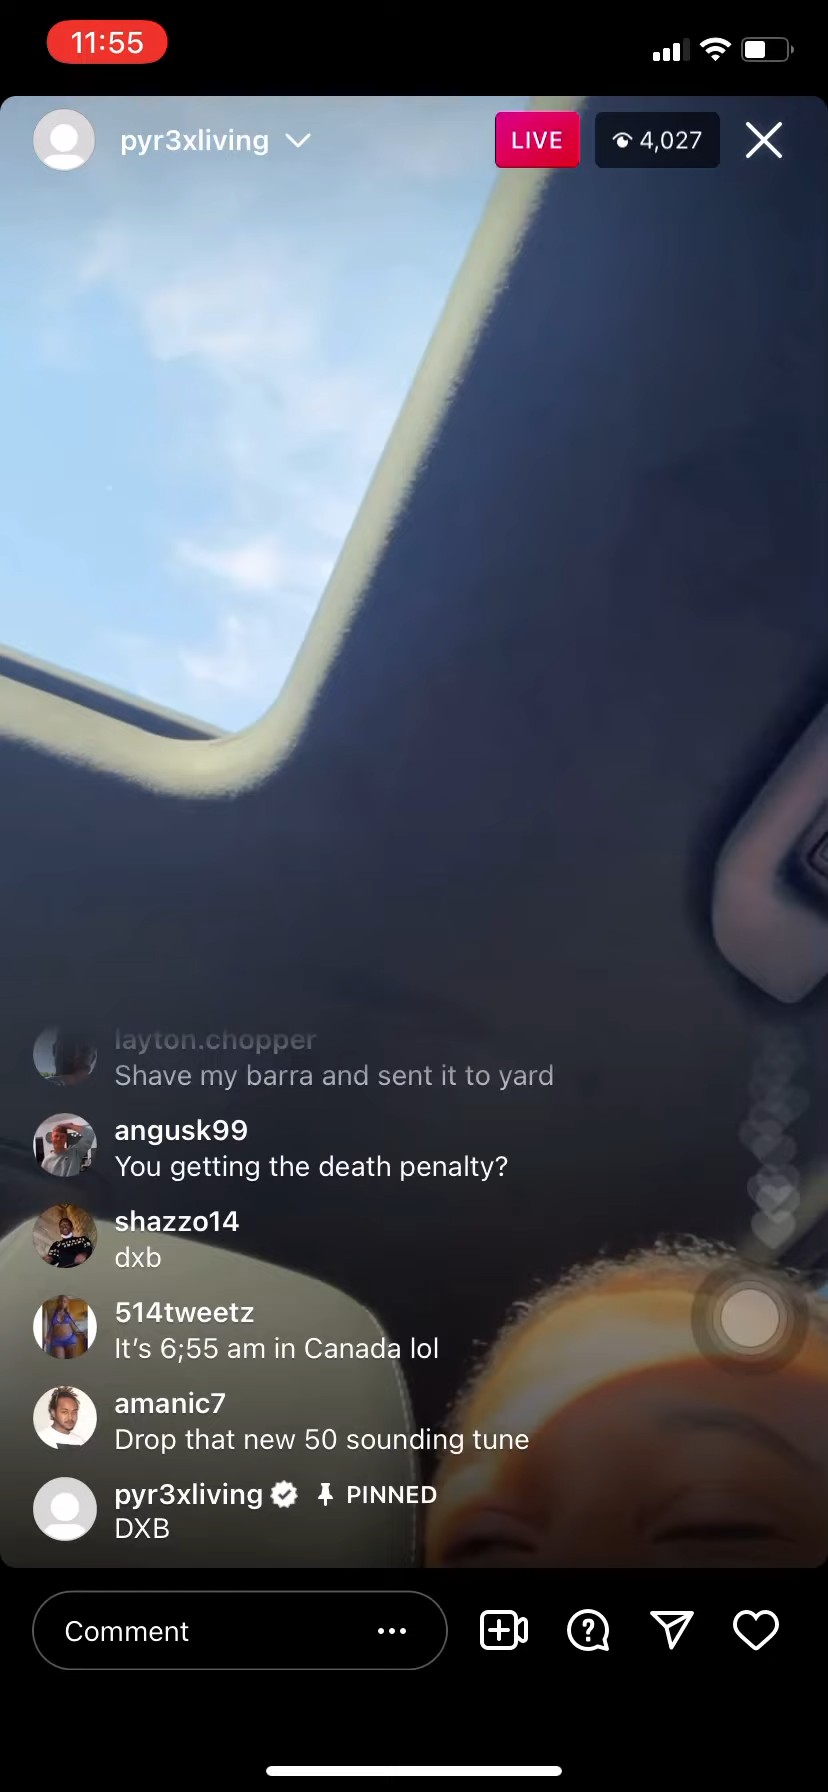 11:55
pyr3xliving
LIVE
4,027
layton.chopper
Shave my barra and sent it to yard
angusk99
You getting the death penalty?
shazzo14
dxb
514tweetz
It’s 6;55 am in Canada lol
amanic7
Drop that new 50 sounding tune
pyr3xliving PINNED
DXB
Comment